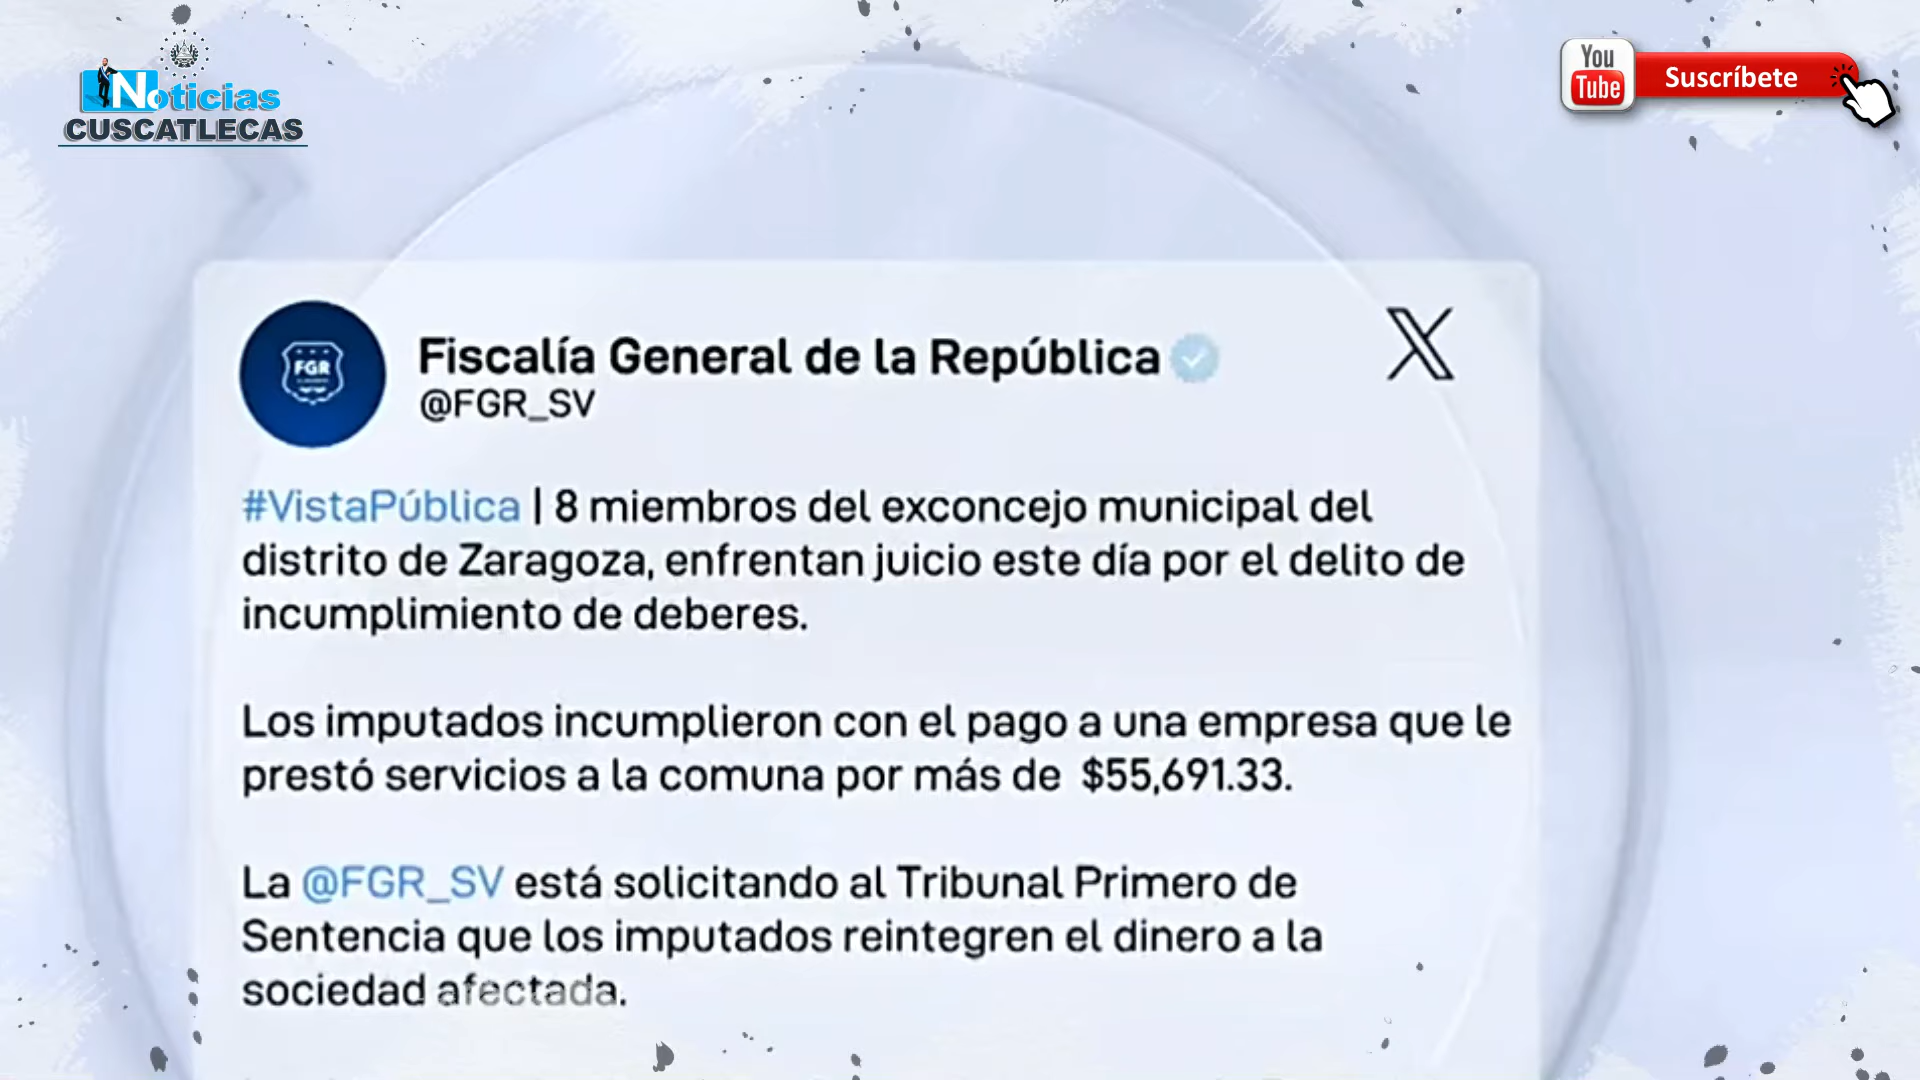 Noticias
CUSCATLECAS
You
Tube
Suscríbete
FGR
Fiscalía General de la República
@FGR_SV
#VistaPública | 8 miembros del exconcejo municipal del
distrito de Zaragoza, enfrentan juicio este día por el delito de
incumplimiento de deberes.
Los imputados incumplieron con el pago a una empresa que le
prestó servicios a la comuna por más de $55,691.33.
La @FGR_SV está solicitando al Tribunal Primero de
Sentencia que los imputados reintegren el dinero a la
sociedad afectada.